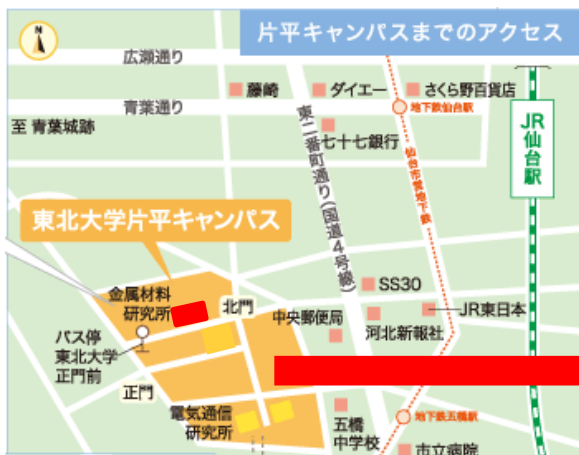 片平キャンパスまでのアクセス
広瀬通り
藤崎
ダイエー
さくら野百貨店
青葉通り
地下鉄仙台駅
至 青葉城跡
七十七銀行
JR仙台駅
東二番町通り(国道4号線)
仙台市営地下鉄
東北大学片平キャンパス
SS30
金属材料
研究所
北門
中央郵便局
JR東日本
河北新報社
バス停
東北大学
正門前
正門
電気通信
研究所
五橋
中学校
地下鉄五橋駅
市立病院
N